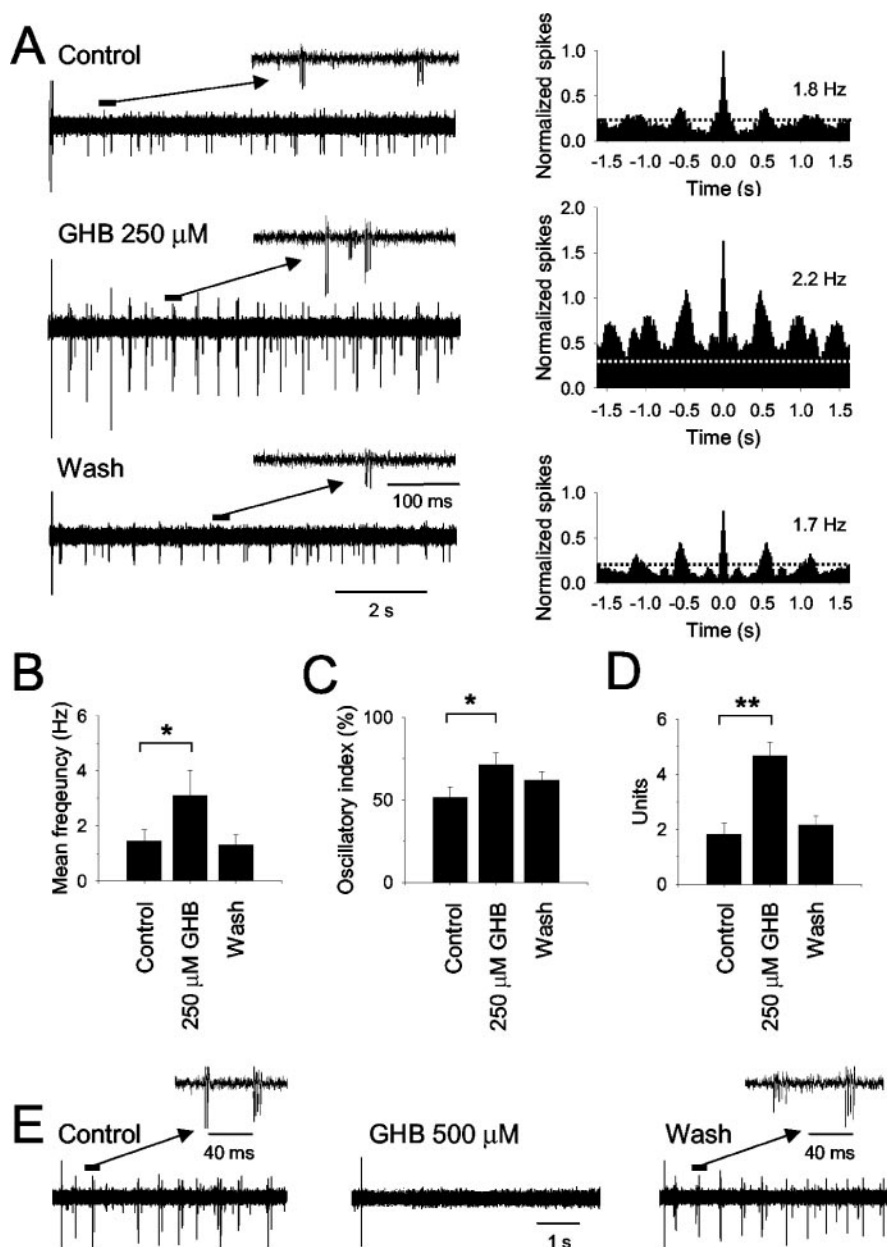 A
Control
1.0
0.5
0.0
Normalized spikes
1.8 Hz
-1.5 -1.0 -0.5 0.0 0.5 1.0 1.5
Time (s)
GHB 250 µM
2.0
1.5
1.0
0.5
0.0
Normalized spikes
2.2 Hz
-1.5 -1.0 -0.5 0.0 0.5 1.0 1.5
Time (s)
Wash
100 ms
2 s
1.0
0.5
0.0
Normalized spikes
1.7 Hz
-1.5 -1.0 -0.5 0.0 0.5 1.0 1.5
Time (s)
B
Mean freqeuncy (Hz)
6
4
2
0
*
Control
250 µM GHB
Wash
C
Oscillatory index (%)
100
50
0
*
Control
250 µM GHB
Wash
D
Units
6
4
2
0
**
Control
250 µM GHB
Wash
E
Control
40 ms
GHB 500 µM
1 s
Wash
40 ms